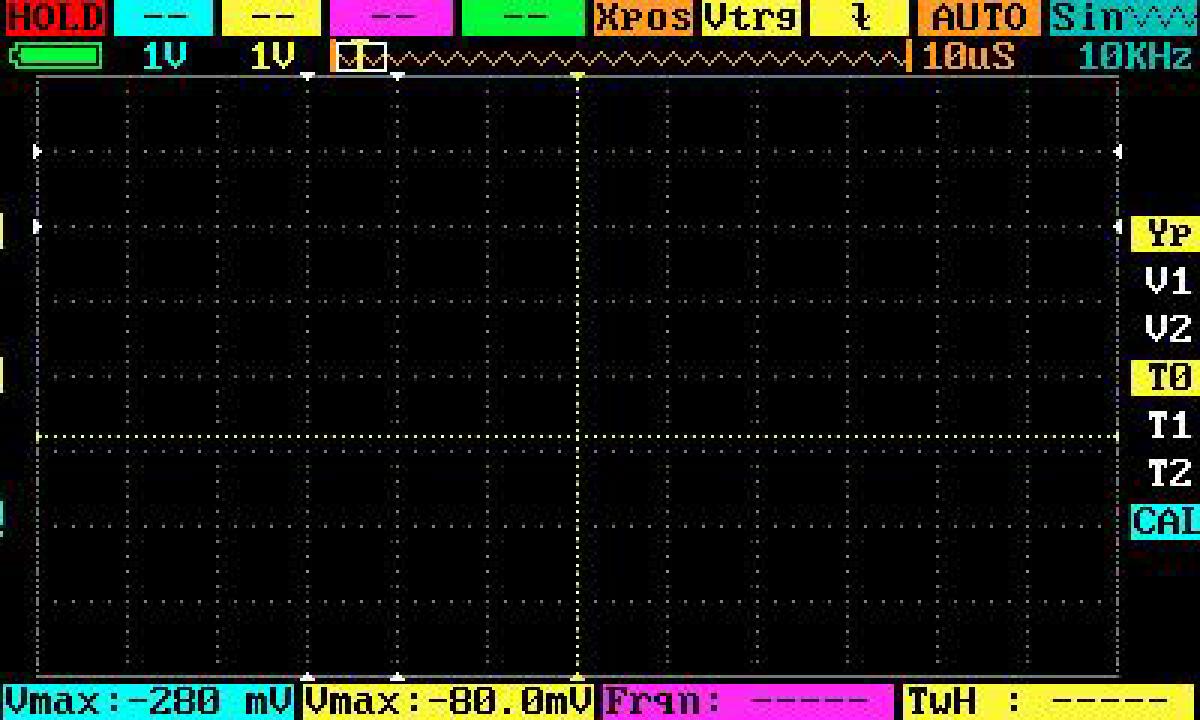 HOLD -- -- -- -- Xpos Vtrg AUTO Sin
1V 1V 10uS 10KHz
Yp
V1
V2
T0
T1
T2
CAL
Vmax:-280 mV Vmax:-80.0mV Frqn: ----- TwH : -----